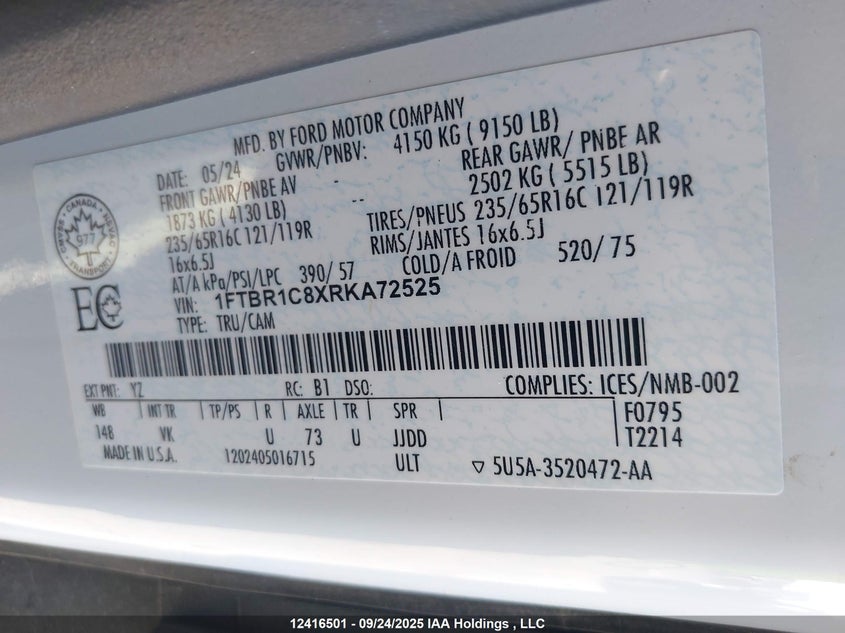 MFD. BY FORD MOTOR COMPANY
DATE: 05/24 GVWR/PNBV: 4150 KG ( 9150 LB)
FRONT GAWR/PNBE AV REAR GAWR/ PNBE AR
1873 KG ( 4130 LB) -- 2502 KG ( 5515 LB)
235/65R16C 121/119R -- TIRES/PNEUS 235/65R16C 121/119R
16x6.5J RIMS/JANTES 16x6.5J
AT/A kPa/PSI/LPC 390/ 57 COLD/A FROID 520/ 75
VIN: 1FTBR1C8XRKA72525
TYPE: TRU/CAM
CANADA
977
TRANSPORT
EC
EXT PNT: YZ RC: B1 DSO: COMPLIES: ICES/NMB-002
WB INT TR TP/PS R AXLE TR SPR F0795
148 VK U 73 U JJDD T2214
MADE IN U.S.A. 1202405016715 ULT ▽ 5U5A-3520472-AA
12416501 - 09/24/2025 IAA Holdings , LLC